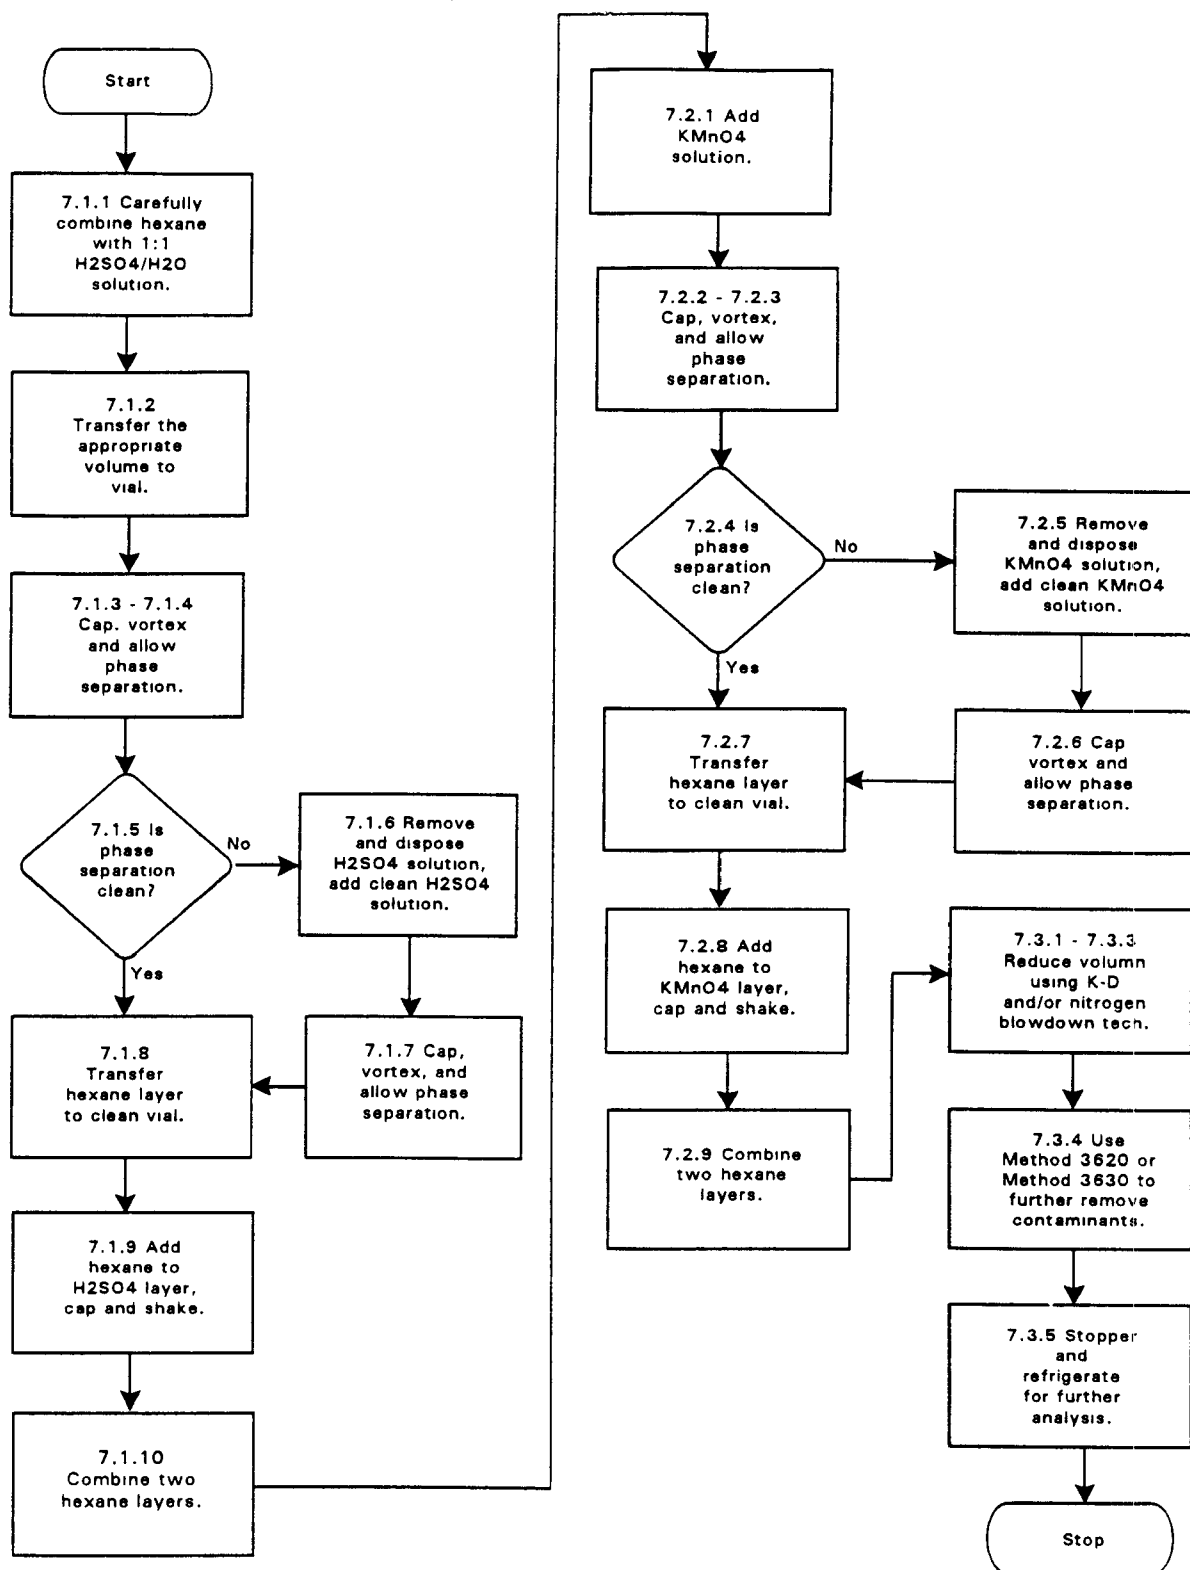 Start
7.1.1 Carefully
combine hexane
with 1:1
H2SO4/H2O
solution.
7.1.2
Transfer the
appropriate
volume to
vial.
7.1.3 - 7.1.4
Cap. vortex
and allow
phase
separation.
7.1.5 Is
phase
separation
clean?
No
Yes
7.1.6 Remove
and dispose
H2SO4 solution,
add clean H2SO4
solution.
7.1.7 Cap,
vortex, and
allow phase
separation.
7.1.8
Transfer
hexane layer
to clean vial.
7.1.9 Add
hexane to
H2SO4 layer,
cap and shake.
7.1.10
Combine two
hexane layers.
7.2.1 Add
KMnO4
solution.
7.2.2 - 7.2.3
Cap, vortex,
and allow
phase
separation.
7.2.4 Is
phase
separation
clean?
No
Yes
7.2.5 Remove
and dispose
KMnO4 solution,
add clean KMnO4
solution.
7.2.6 Cap
vortex and
allow phase
separation.
7.2.7
Transfer
hexane layer
to clean vial.
7.2.8 Add
hexane to
KMnO4 layer,
cap and shake.
7.2.9 Combine
two hexane
layers.
7.3.1 - 7.3.3
Reduce volumn
using K-D
and/or nitrogen
blowdown tech.
7.3.4 Use
Method 3620 or
Method 3630 to
further remove
contaminants.
7.3.5 Stopper
and
refrigerate
for further
analysis.
Stop